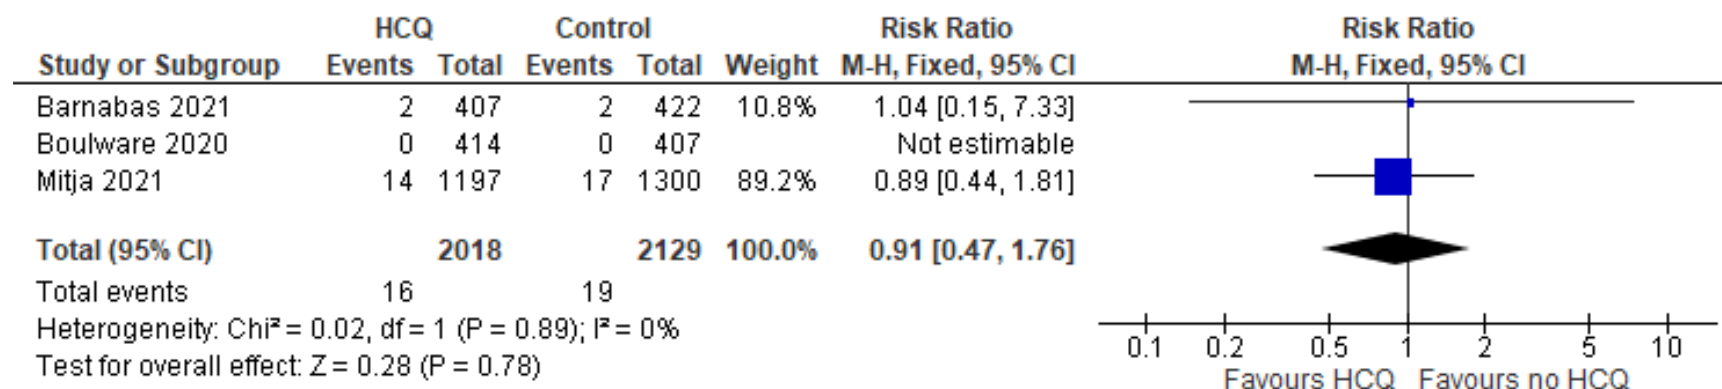 HCQ Control Risk Ratio Risk Ratio
Study or Subgroup Events Total Events Total Weight M-H, Fixed, 95% CI M-H, Fixed, 95% CI
Barnabas 2021 2 407 2 422 10.8% 1.04 [0.15, 7.33]
Boulware 2020 0 414 0 407 Not estimable
Mitja 2021 14 1197 17 1300 89.2% 0.89 [0.44, 1.81]
Total (95% CI) 2018 2129 100.0% 0.91 [0.47, 1.76]
Total events 16 19
Heterogeneity: Chi² = 0.02, df = 1 (P = 0.89); I² = 0%
Test for overall effect: Z = 0.28 (P = 0.78)
0.1 0.2 0.5 1 2 5 10
Favours HCQ Favours no HCQ